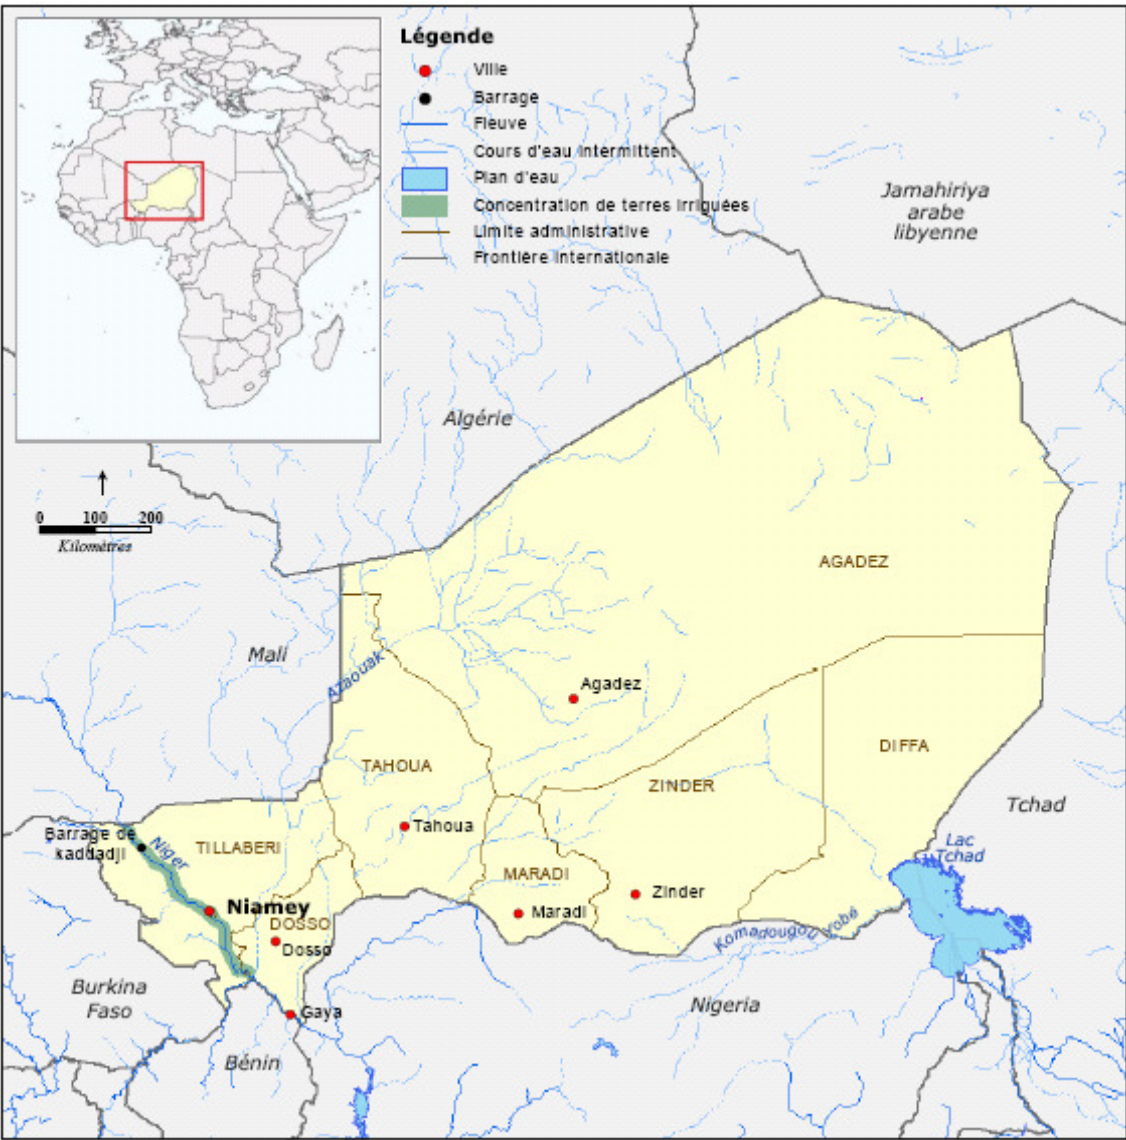 Légende
Ville
Barrage
Fleuve
Cours d'eau intermittent
Plan d'eau
Concentration de terres irriguées
Limite administrative
Frontière internationale
Jamahiriya
arabe
libyenne
Algérie
0 100 200
Kilomètres
AGADEZ
Mali
Azaouak
Agadez
DIFFA
TAHOUA
ZINDER
Tchad
Tahoua
Barrage de
kaddadji
Niger
TILLABERI
Lac
Tchad
MARADI
Zinder
Niamey
Maradi
DOSSO
Komadougou Yobé
Dosso
Burkina
Faso
Gaya
Nigeria
Bénin